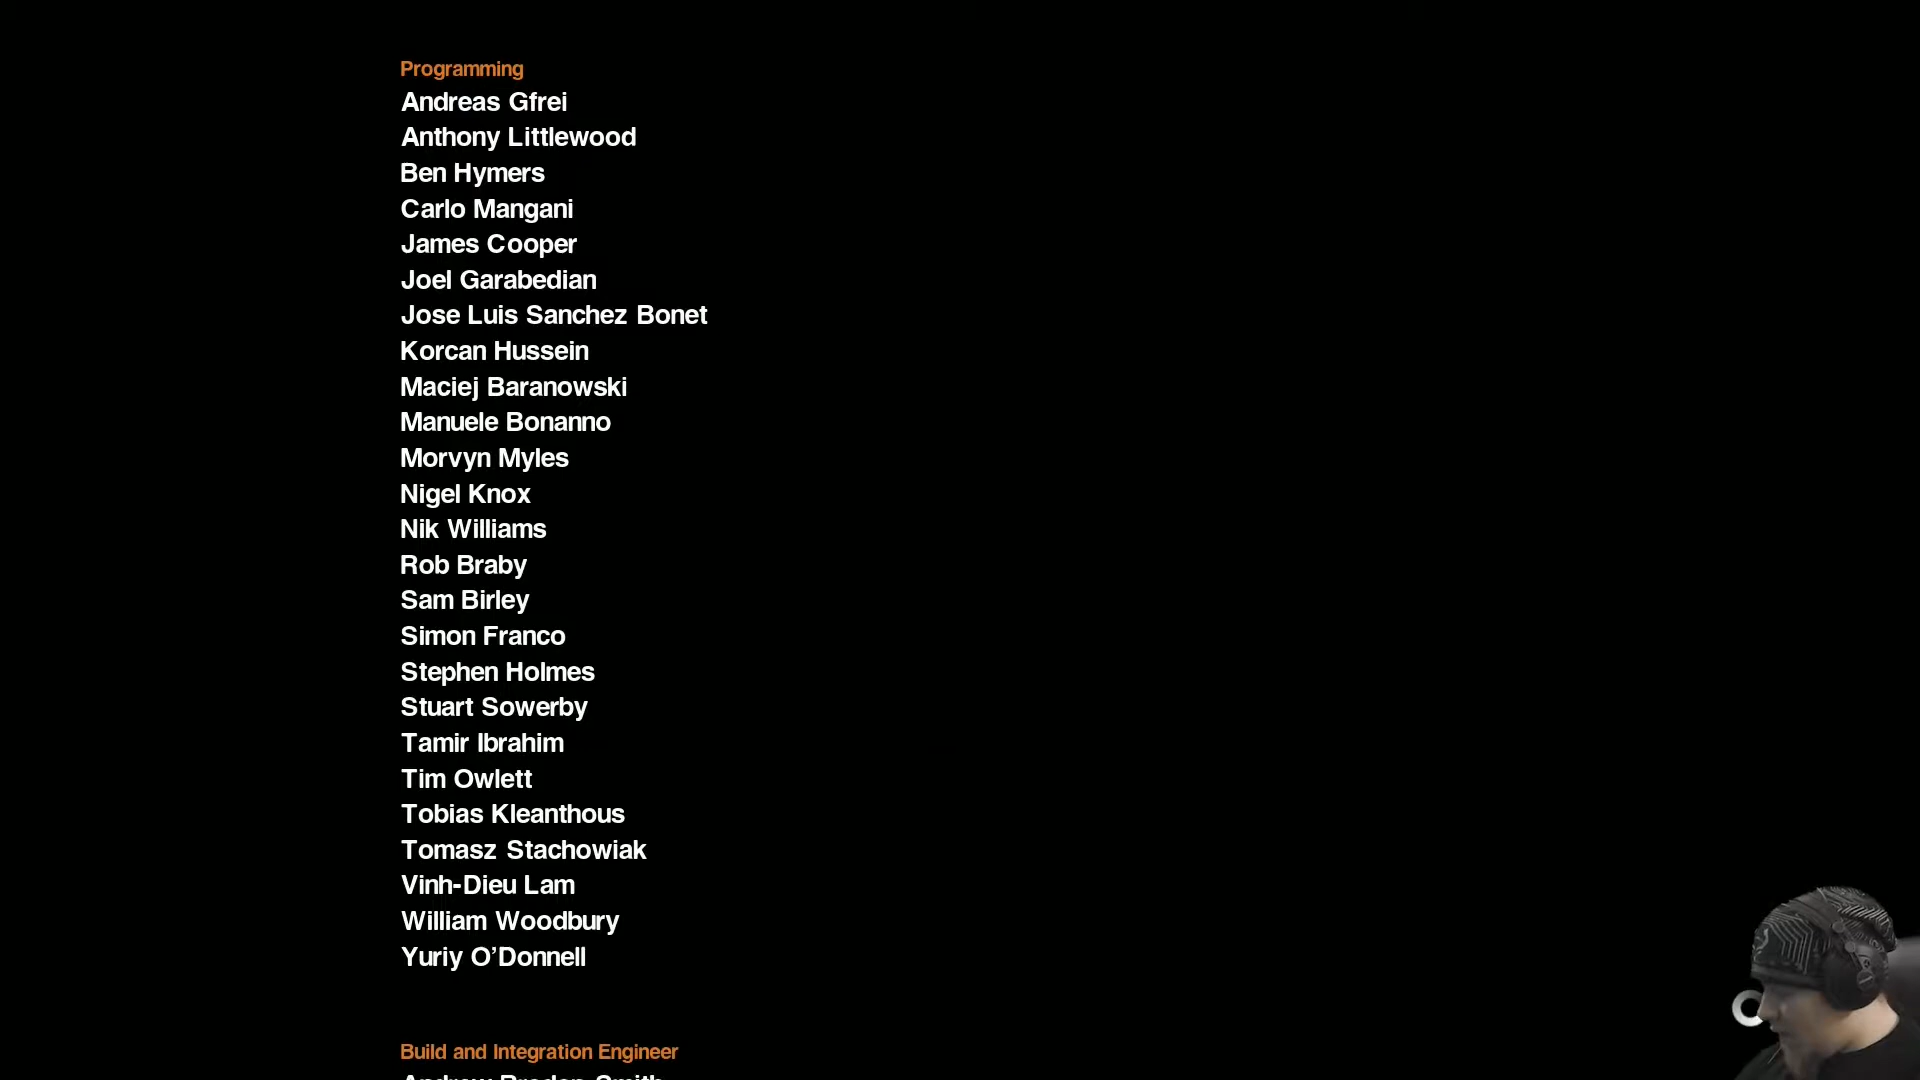 Programming
Andreas Gfrei
Anthony Littlewood
Ben Hymers
Carlo Mangani
James Cooper
Joel Garabedian
Jose Luis Sanchez Bonet
Korcan Hussein
Maciej Baranowski
Manuele Bonanno
Morvyn Myles
Nigel Knox
Nik Williams
Rob Braby
Sam Birley
Simon Franco
Stephen Holmes
Stuart Sowerby
Tamir Ibrahim
Tim Owlett
Tobias Kleanthous
Tomasz Stachowiak
Vinh-Dieu Lam
William Woodbury
Yuriy O’Donnell
Build and Integration Engineer